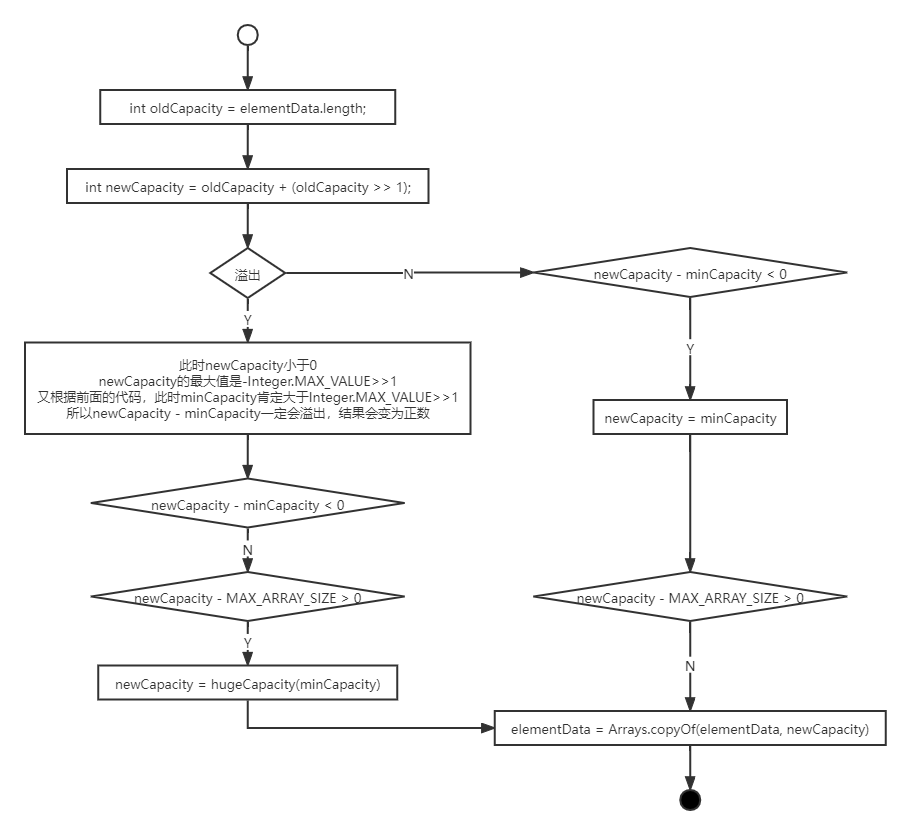 int oldCapacity = elementData.length;
int newCapacity = oldCapacity + (oldCapacity >> 1);
溢出
N
newCapacity - minCapacity < 0
Y
此时newCapacity小于0
newCapacity的最大值是-Integer.MAX_VALUE>>1
又根据前面的代码，此时minCapacity肯定大于Integer.MAX_VALUE>>1
所以newCapacity - minCapacity一定会溢出，结果会变为正数
Y
newCapacity = minCapacity
newCapacity - minCapacity < 0
N
newCapacity - MAX_ARRAY_SIZE > 0
newCapacity - MAX_ARRAY_SIZE > 0
Y
N
newCapacity = hugeCapacity(minCapacity)
elementData = Arrays.copyOf(elementData, newCapacity)